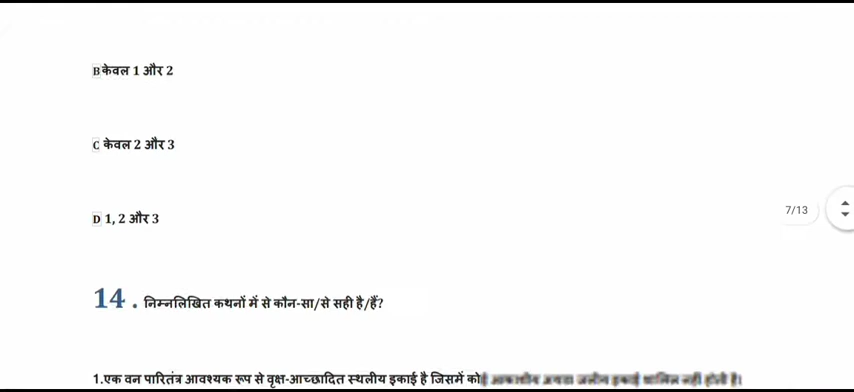 B केवल 1 और 2
C केवल 2 और 3
D 1, 2 और 3
7/13
14 . निम्नलिखित कथनों में से कौन-सा/से सही है/हैं?
1.एक वन पारितंत्र आवश्यक रूप से वृक्ष-आच्छादित स्थलीय इकाई है जिसमें